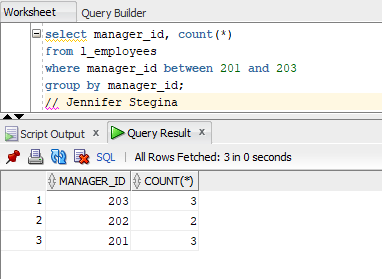 Worksheet Query Builder
select manager_id, count(*)
from l_employees
where manager_id between 201 and 203
group by manager_id;
// Jennifer Stegina
Script Output x Query Result x
SQL | All Rows Fetched: 3 in 0 seconds
MANAGER_ID COUNT(*)
1 203 3
2 202 2
3 201 3